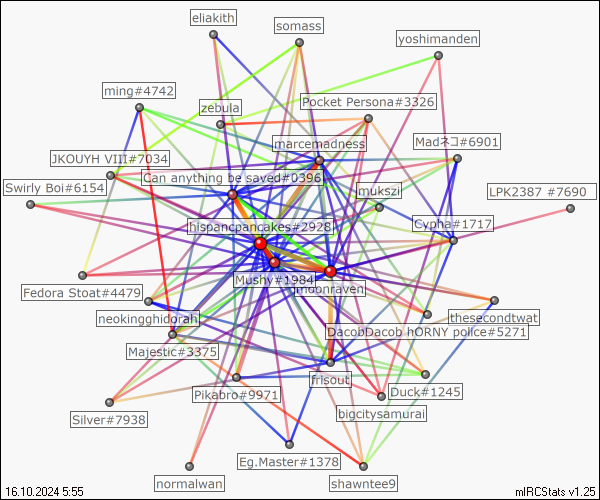 eliakith
somass
yoshimanden
ming#4742
zebula
Pocket Persona#3326
marcemadness
Madネコ#6901
JKOUYH VIII#7034
Can anything be saved#0396
Swirly Boi#6154
mukszi
LPK2387 #7690
hispancpancakes#2928
Cypha#1717
Mushy#1984
moonraven
Fedora Stoat#4479
neokingghidorah
thesecondtwat
DacobDacob hORNY police#5271
Majestic#3375
frisout
Pikabro#9971
Duck#1245
bigcitysamurai
Silver#7938
Eg.Master#1378
normalwan
shawntee9
16.10.2024 5:55
mIRCStats v1.25